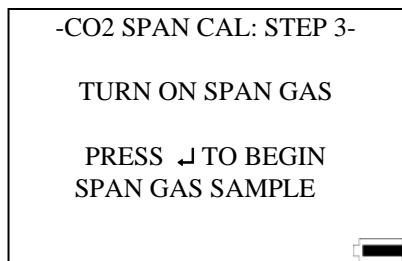 -CO2 SPAN CAL: STEP 3-
TURN ON SPAN GAS
PRESS ↵ TO BEGIN
SPAN GAS SAMPLE